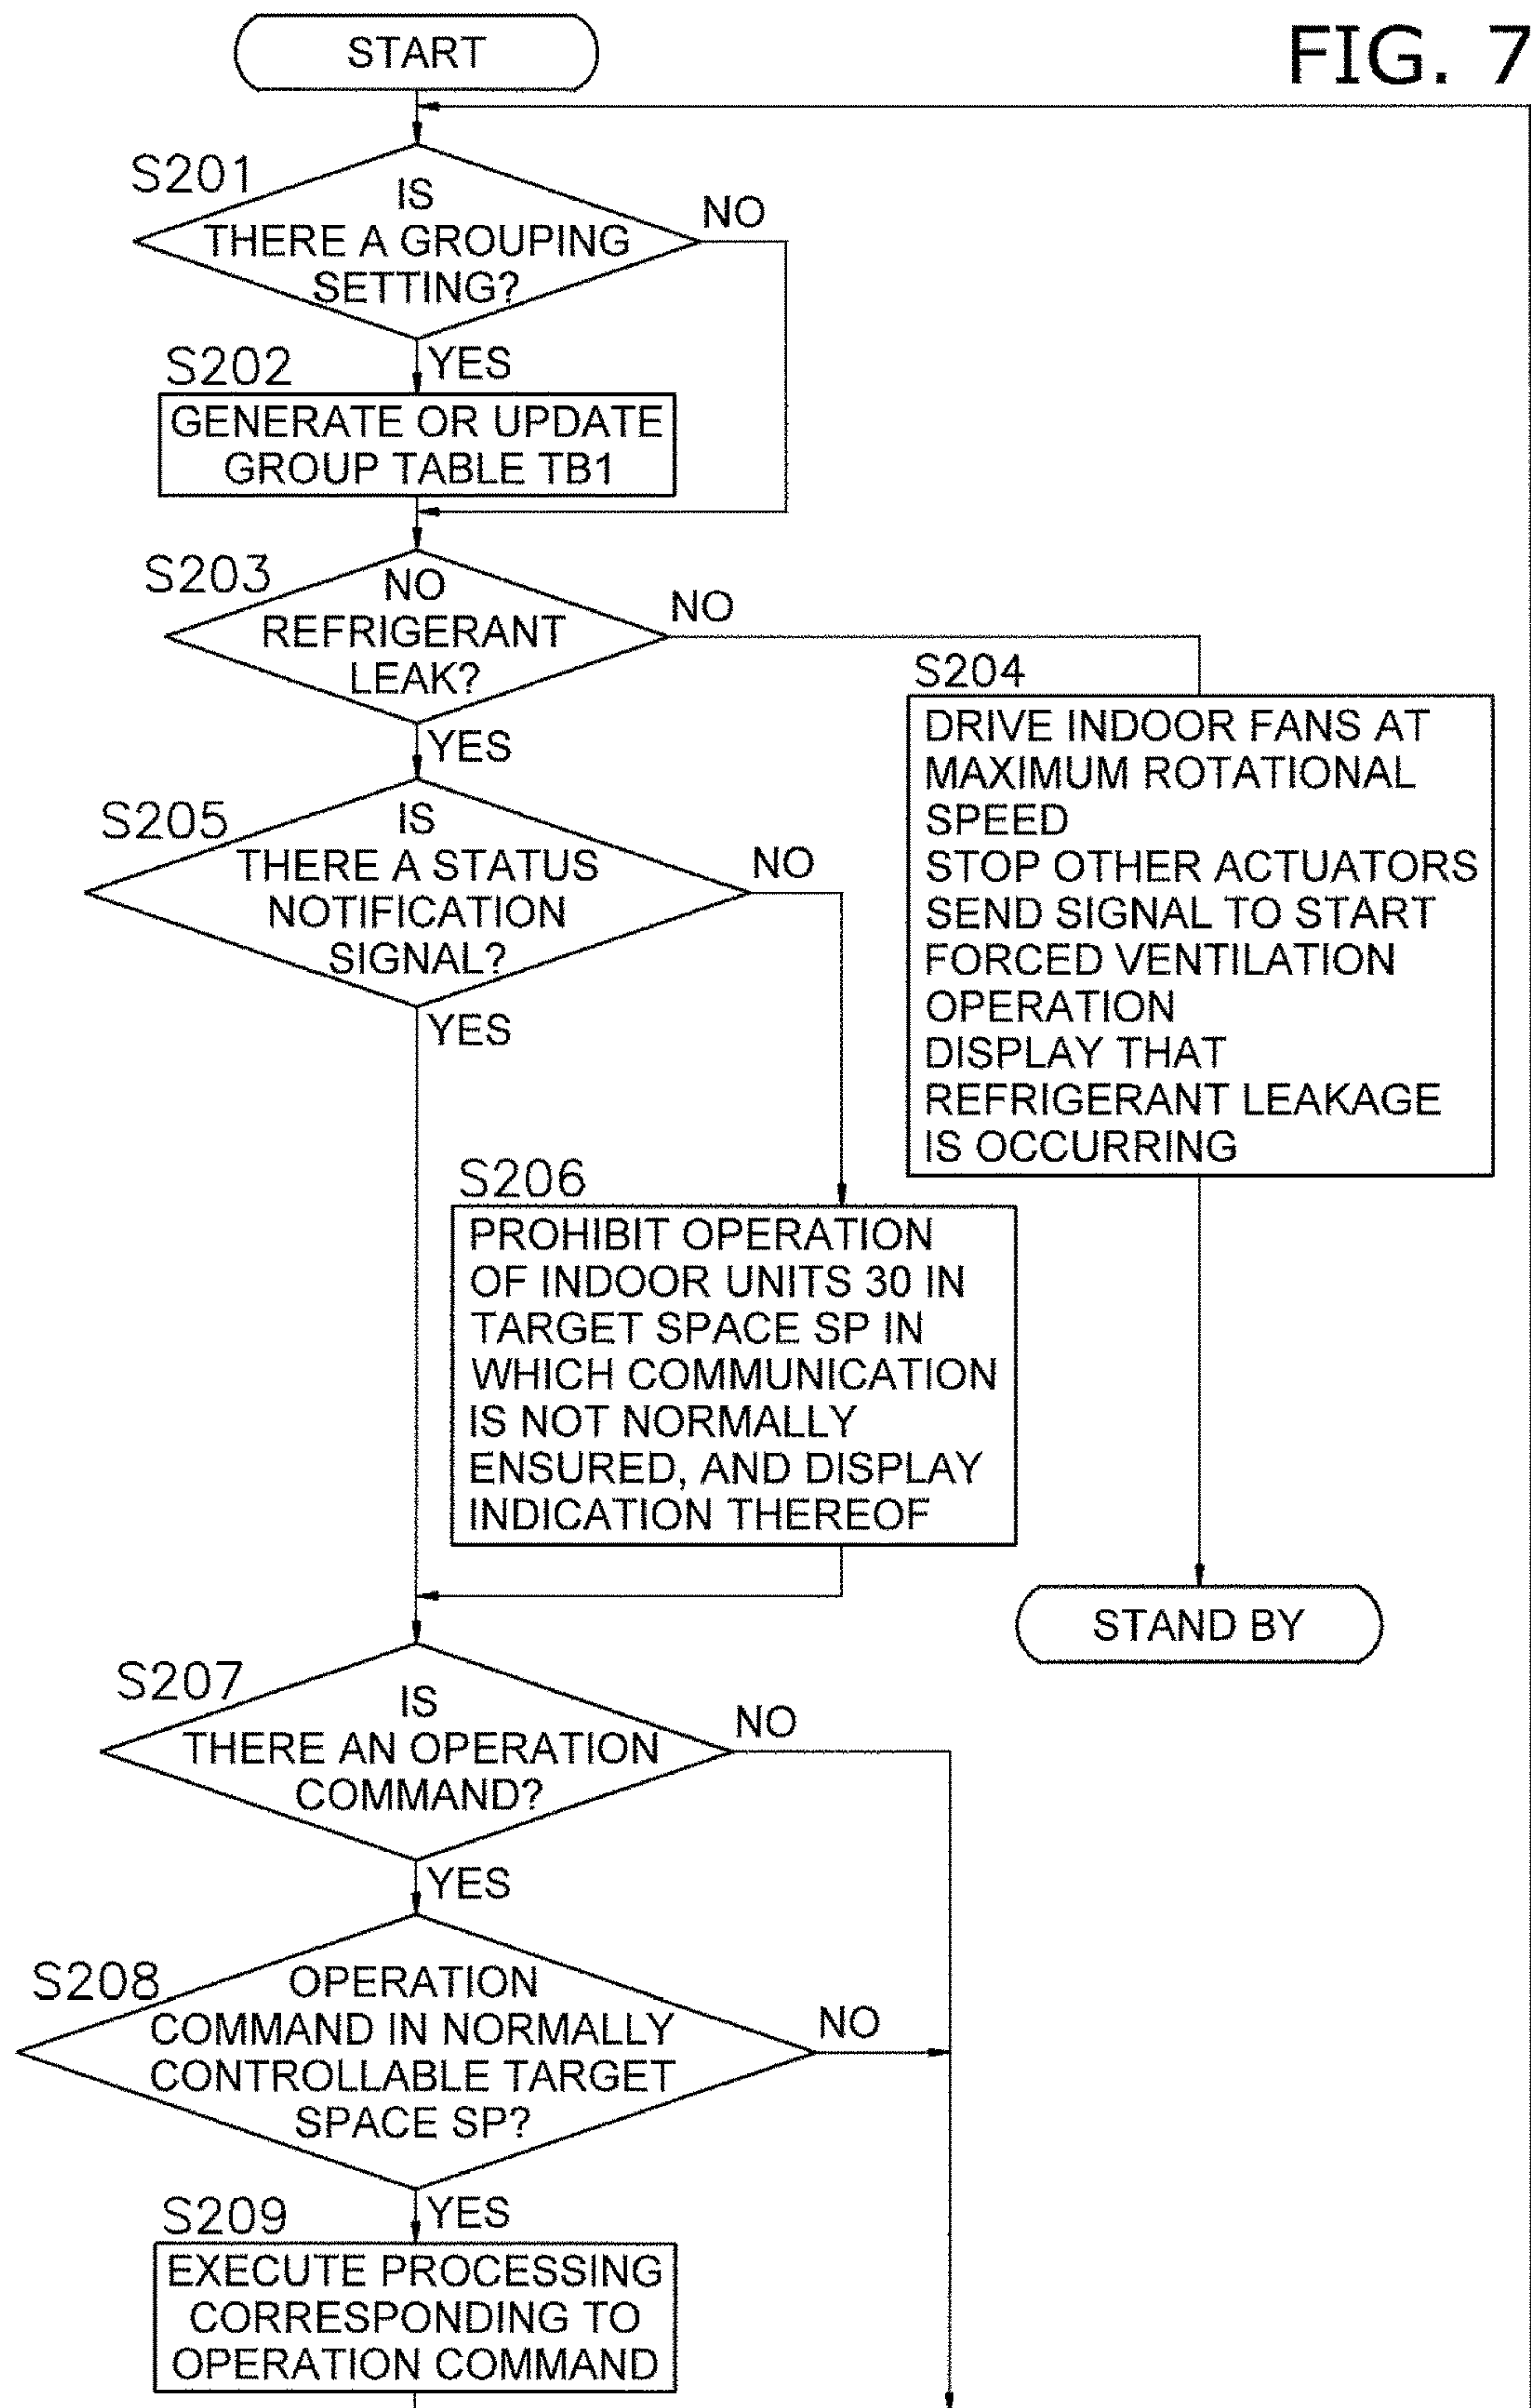 FIG. 7
START
S201
IS
THERE A GROUPING
SETTING?
NO
YES
S202
GENERATE OR UPDATE
GROUP TABLE TB1
S203
NO
REFRIGERANT
LEAK?
NO
YES
S204
DRIVE INDOOR FANS AT
MAXIMUM ROTATIONAL
SPEED
STOP OTHER ACTUATORS
SEND SIGNAL TO START
FORCED VENTILATION
OPERATION
DISPLAY THAT
REFRIGERANT LEAKAGE
IS OCCURRING
S205
IS
THERE A STATUS
NOTIFICATION
SIGNAL?
NO
YES
S206
PROHIBIT OPERATION
OF INDOOR UNITS 30 IN
TARGET SPACE SP IN
WHICH COMMUNICATION
IS NOT NORMALLY
ENSURED, AND DISPLAY
INDICATION THEREOF
STAND BY
S207
IS
THERE AN OPERATION
COMMAND?
NO
YES
S208
OPERATION
COMMAND IN NORMALLY
CONTROLLABLE TARGET
SPACE SP?
NO
YES
S209
EXECUTE PROCESSING
CORRESPONDING TO
OPERATION COMMAND